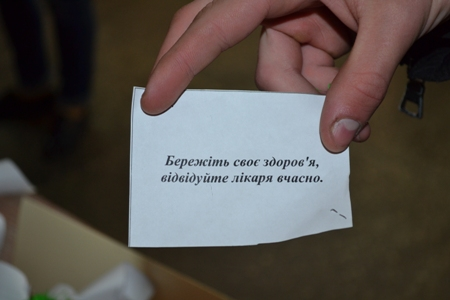 Бережіть своє здоров'я,
відвідуйте лікаря вчасно.